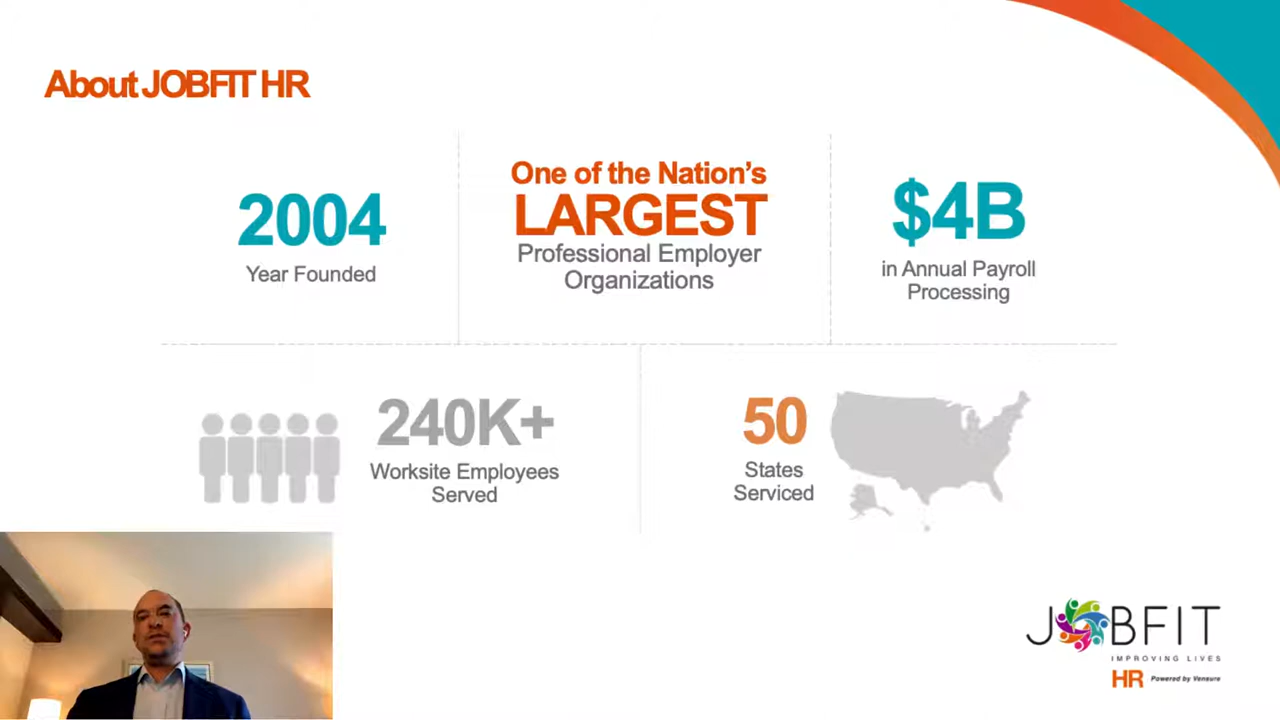 About JOBFIT HR
2004
Year Founded
One of the Nation's
LARGEST
Professional Employer
Organizations
$4B
in Annual Payroll
Processing
240K+
Worksite Employees
Served
50
States
Serviced
JOBFIT
IMPROVING LIVES
HR Powered by Vensure